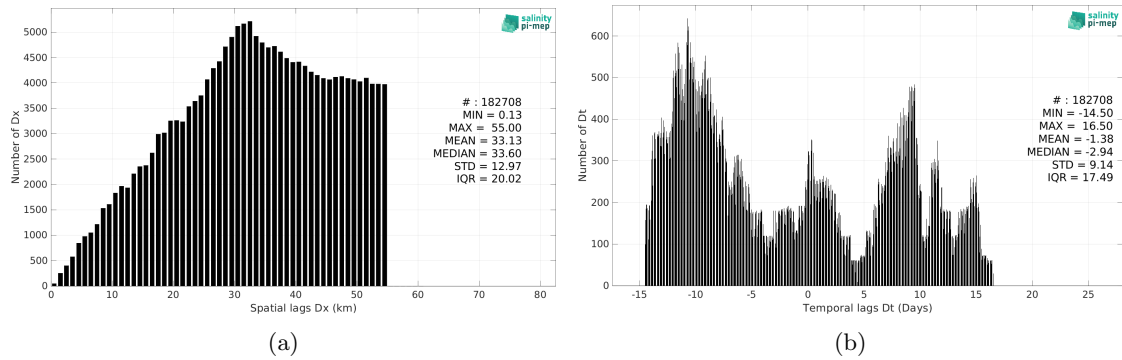 salinity
pi-mep
Number of Dx
5000
4500
4000
3500
3000
2500
2000
1500
1000
500
0
# : 182708
MIN = 0.13
MAX = 55.00
MEAN = 33.13
MEDIAN = 33.60
STD = 12.97
IQR = 20.02
0 10 20 30 40 50 60 70 80
Spatial lags Dx (km)
(a)
salinity
pi-mep
Number of Dt
600
500
400
300
200
100
0
# : 182708
MIN = -14.50
MAX = 16.50
MEAN = -1.38
MEDIAN = -2.94
STD = 9.14
IQR = 17.49
-15 -10 -5 0 5 10 15 20
Temporal lags Dt (Days)
(b)